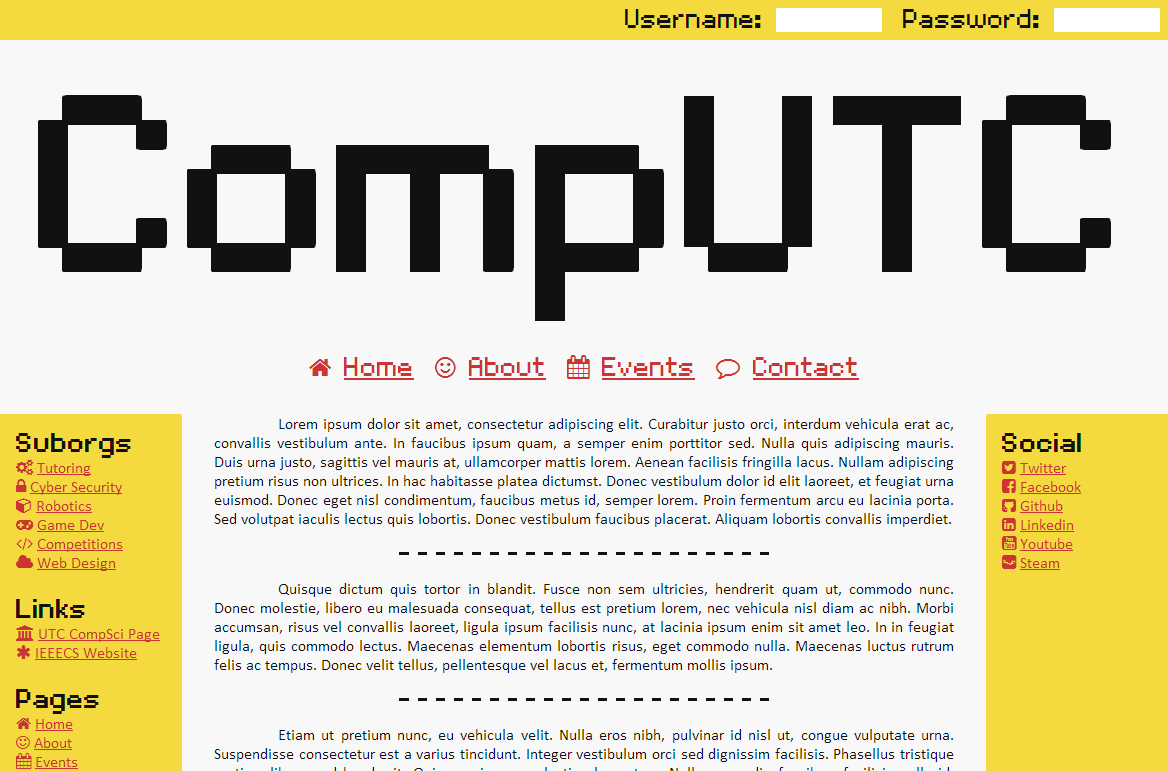 Username: Password:
CompUTC
Home About Events Contact
Suborgs
Tutoring
Cyber Security
Robotics
Game Dev
Competitions
Web Design
Links
UTC CompSci Page
IEEECS Website
Pages
Home
About
Events
Lorem ipsum dolor sit amet, consectetur adipiscing elit. Curabitur justo orci, interdum vehicula erat ac,
convallis vestibulum ante. In faucibus ipsum quam, a semper enim porttitor sed. Nulla quis adipiscing mauris.
Duis urna justo, sagittis vel mauris at, ullamcorper mattis lorem. Aenean facilisis fringilla lacus. Nullam adipiscing
pretium risus non ultrices. In hac habitasse platea dictumst. Donec vestibulum dolor id elit laoreet, et feugiat urna
euismod. Donec eget nisl condimentum, faucibus metus id, semper lorem. Proin fermentum arcu eu lacinia porta.
Sed volutpat iaculis lectus quis lobortis. Donec vestibulum faucibus placerat. Aliquam lobortis convallis imperdiet.
Quisque dictum quis tortor in blandit. Fusce non sem ultricies, hendrerit quam ut, commodo nunc.
Donec molestie, libero eu malesuada consequat, tellus est pretium lorem, nec vehicula nisl diam ac nibh. Morbi
accumsan, risus vel convallis laoreet, ligula ipsum facilisis nunc, at lacinia ipsum enim sit amet leo. In in feugiat
ligula, quis commodo lectus. Maecenas elementum lobortis risus, eget commodo nulla. Maecenas luctus rutrum
felis ac tempus. Donec velit tellus, pellentesque vel lacus et, fermentum mollis ipsum.
Etiam ut pretium nunc, eu vehicula velit. Nulla eros nibh, pulvinar id nisl ut, congue vulputate urna.
Suspendisse consectetur est a varius tincidunt. Integer vestibulum orci sed dignissim facilisis. Phasellus tristique
Social
Twitter
Facebook
Github
Linkedin
Youtube
Steam